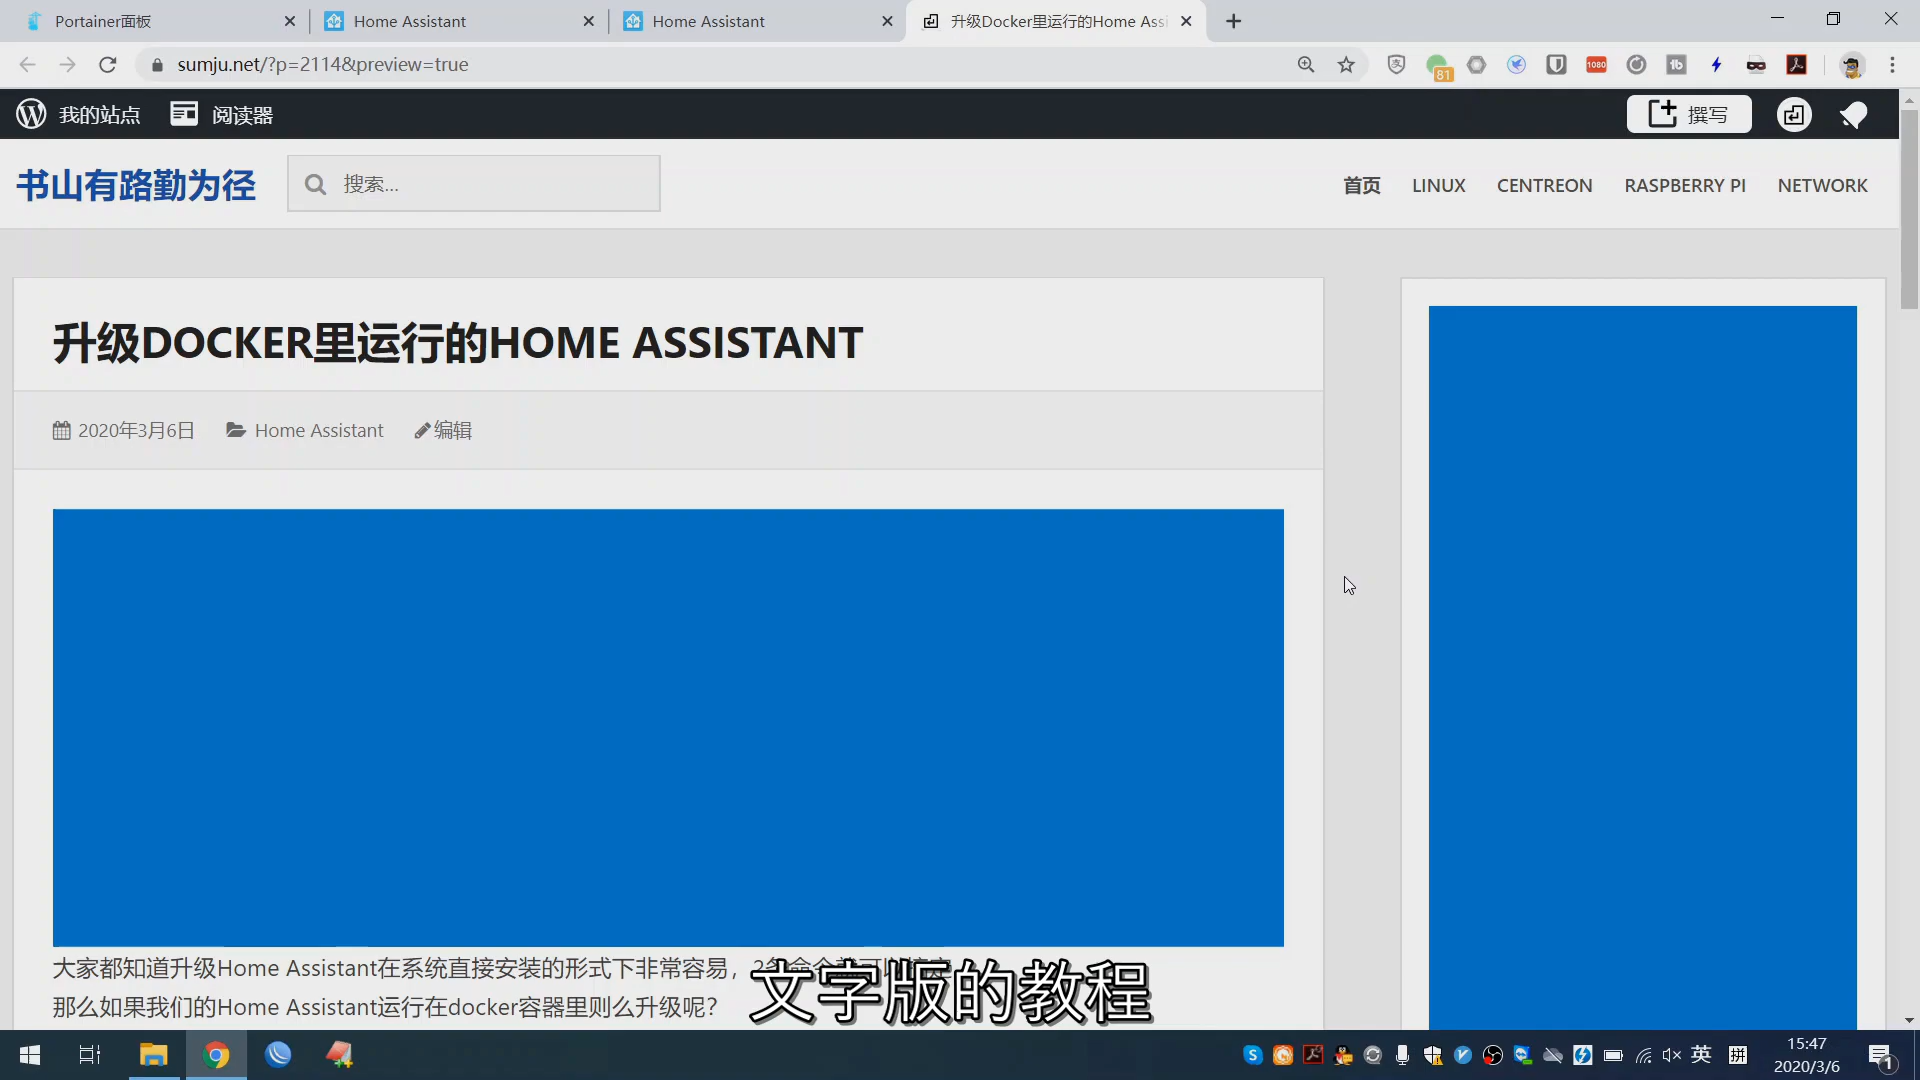 Portainer面板
Home Assistant
Home Assistant
升级Docker里运行的Home Assi
sumju.net/?p=2114&preview=true
81
1080
我的站点
阅读器
撰写
书山有路勤为径
搜索...
首页
LINUX
CENTREON
RASPBERRY PI
NETWORK
升级DOCKER里运行的HOME ASSISTANT
2020年3月6日
Home Assistant
编辑
大家都知道升级Home Assistant在系统直接安装的形式下非常容易，
那么如果我们的Home Assistant运行在docker容器里则么升级呢?
文字版的教程
英
拼
15:47
2020/3/6
1